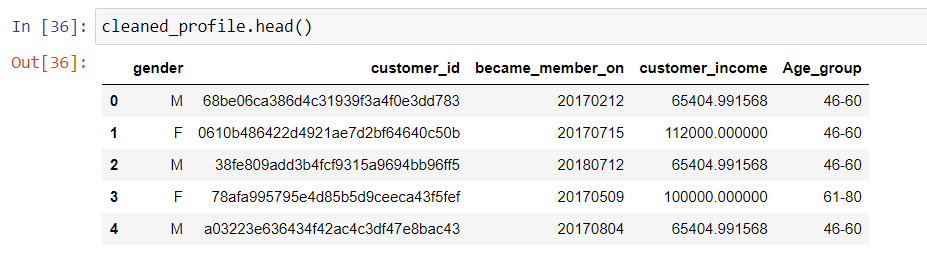 In [36]: cleaned_profile.head()
Out[36]:
gender customer_id became_member_on customer_income Age_group
0 M 68be06ca386d4c31939f3a4f0e3dd783 20170212 65404.991568 46-60
1 F 0610b486422d4921ae7d2bf64640c50b 20170715 112000.000000 46-60
2 M 38fe809add3b4fcf9315a9694bb96ff5 20180712 65404.991568 46-60
3 F 78afa995795e4d85b5d9ceeca43f5fef 20170509 100000.000000 61-80
4 M a03223e636434f42ac4c3df47e8bac43 20170804 65404.991568 46-60